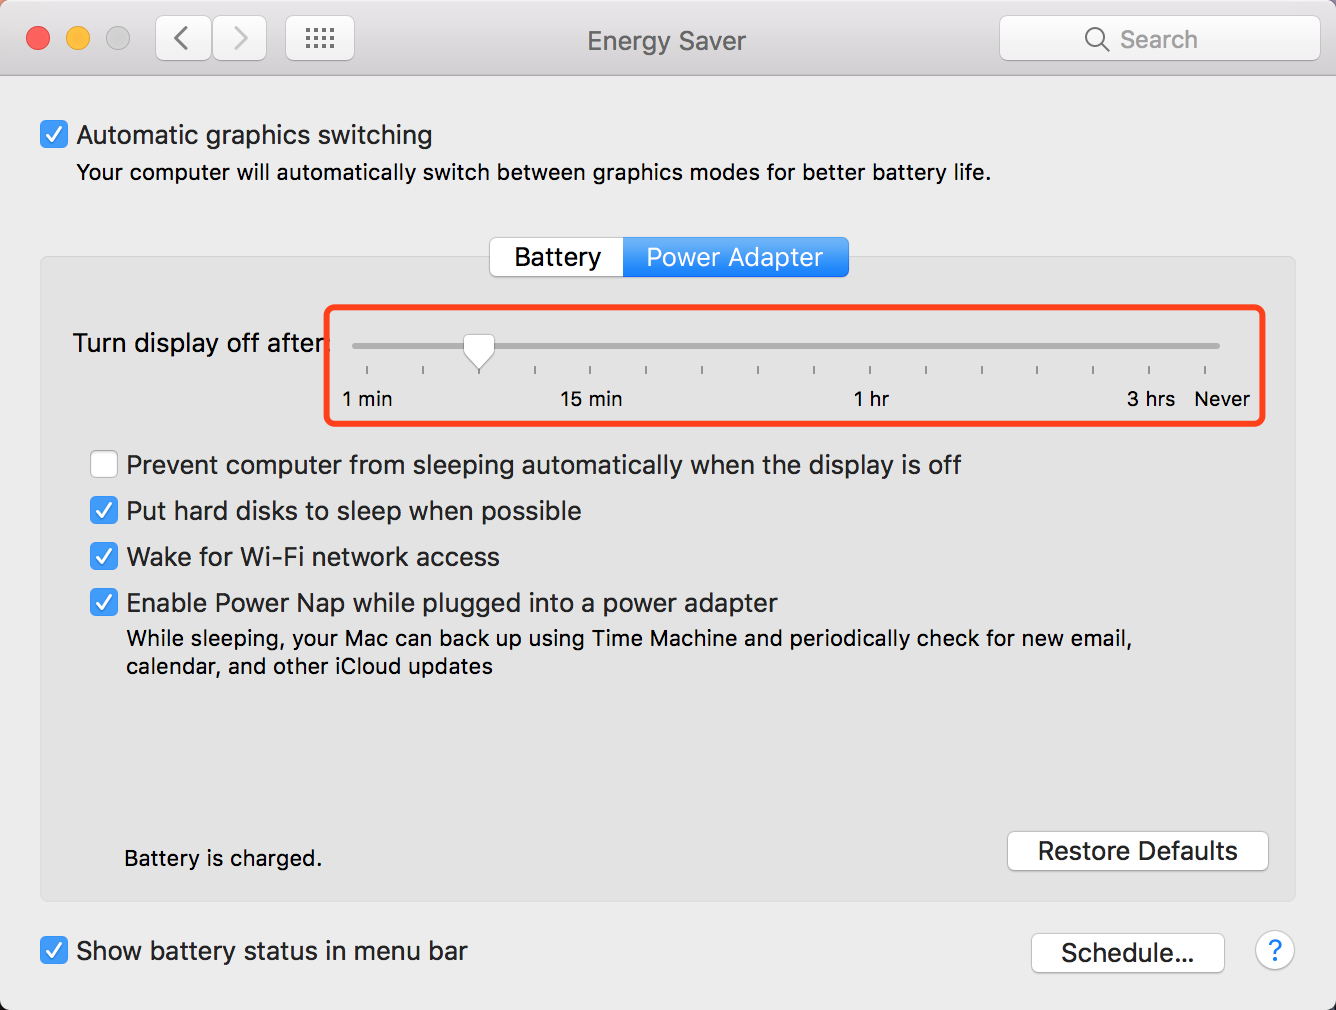 Energy Saver
Search
Automatic graphics switching
Your computer will automatically switch between graphics modes for better battery life.
Battery
Power Adapter
Turn display off after:
1 min
15 min
1 hr
3 hrs
Never
Prevent computer from sleeping automatically when the display is off
Put hard disks to sleep when possible
Wake for Wi-Fi network access
Enable Power Nap while plugged into a power adapter
While sleeping, your Mac can back up using Time Machine and periodically check for new email,
calendar, and other iCloud updates
Battery is charged.
Restore Defaults
Show battery status in menu bar
Schedule...
?